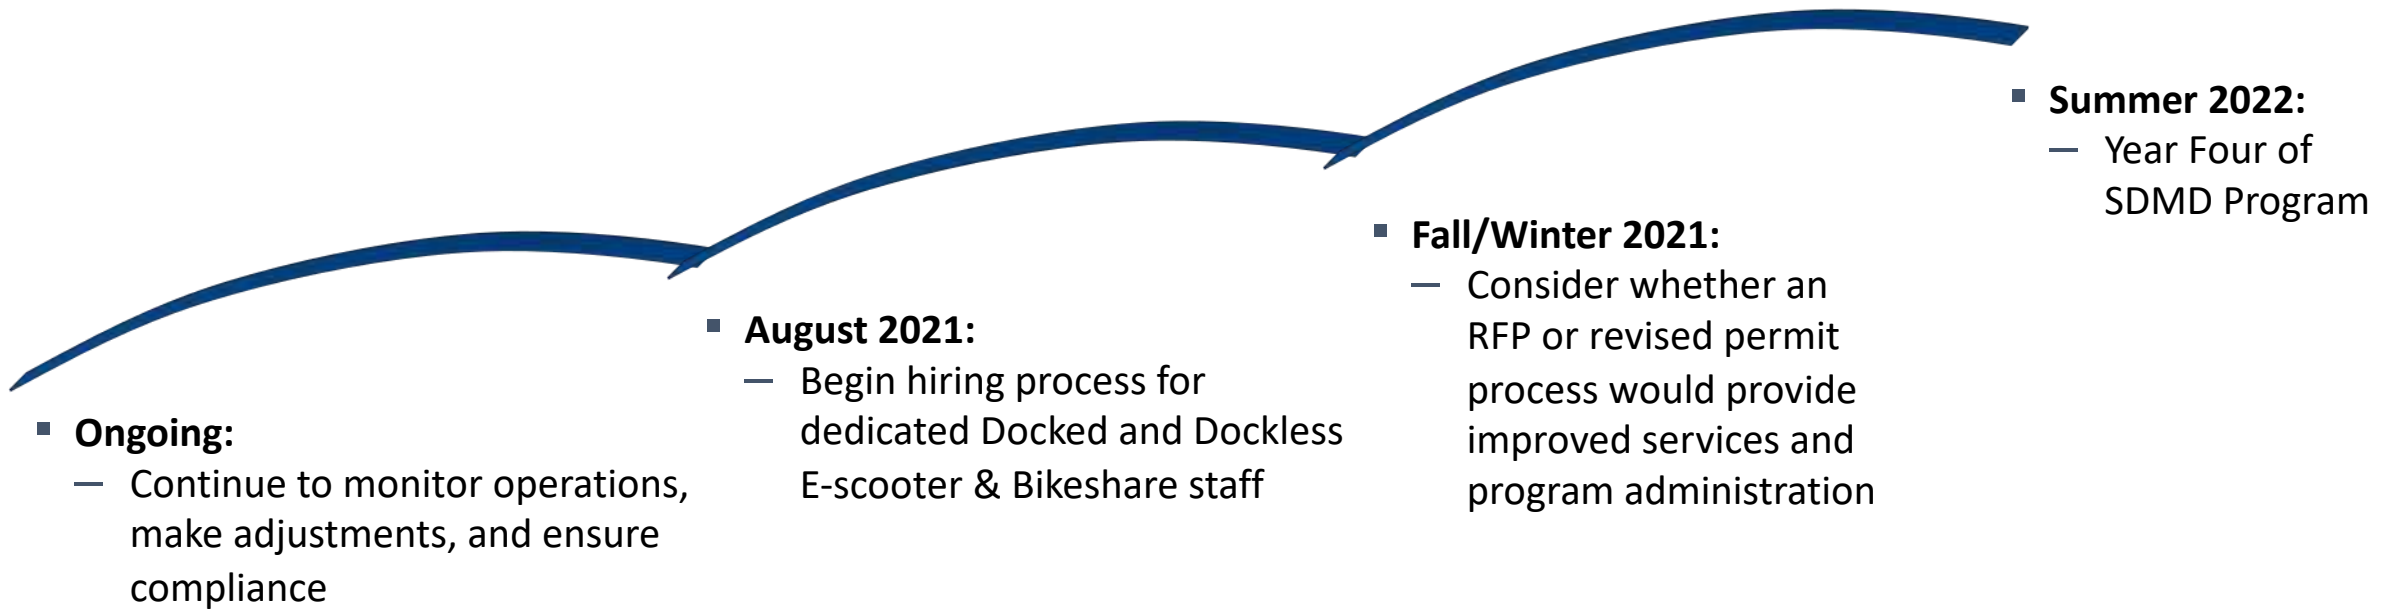 Ongoing:
Continue to monitor operations,
make adjustments, and ensure
compliance
August 2021:
Begin hiring process for
dedicated Docked and Dockless
E-scooter & Bikeshare staff
Fall/Winter 2021:
Consider whether an
RFP or revised permit
process would provide
improved services and
program administration
Summer 2022:
Year Four of
SDMD Program